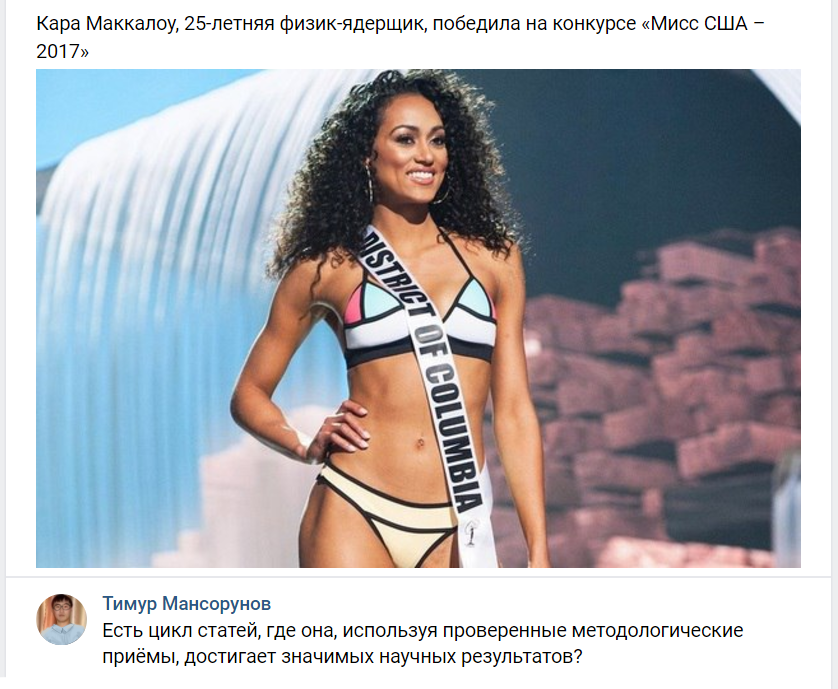 Кара Маккалоу, 25-летняя физик-ядерщик, победила на конкурсе «Мисс США –
2017»
DISTRICT OF COLUMBIA
Тимур Мансорунов
Есть цикл статей, где она, используя проверенные методологические
приёмы, достигает значимых научных результатов?